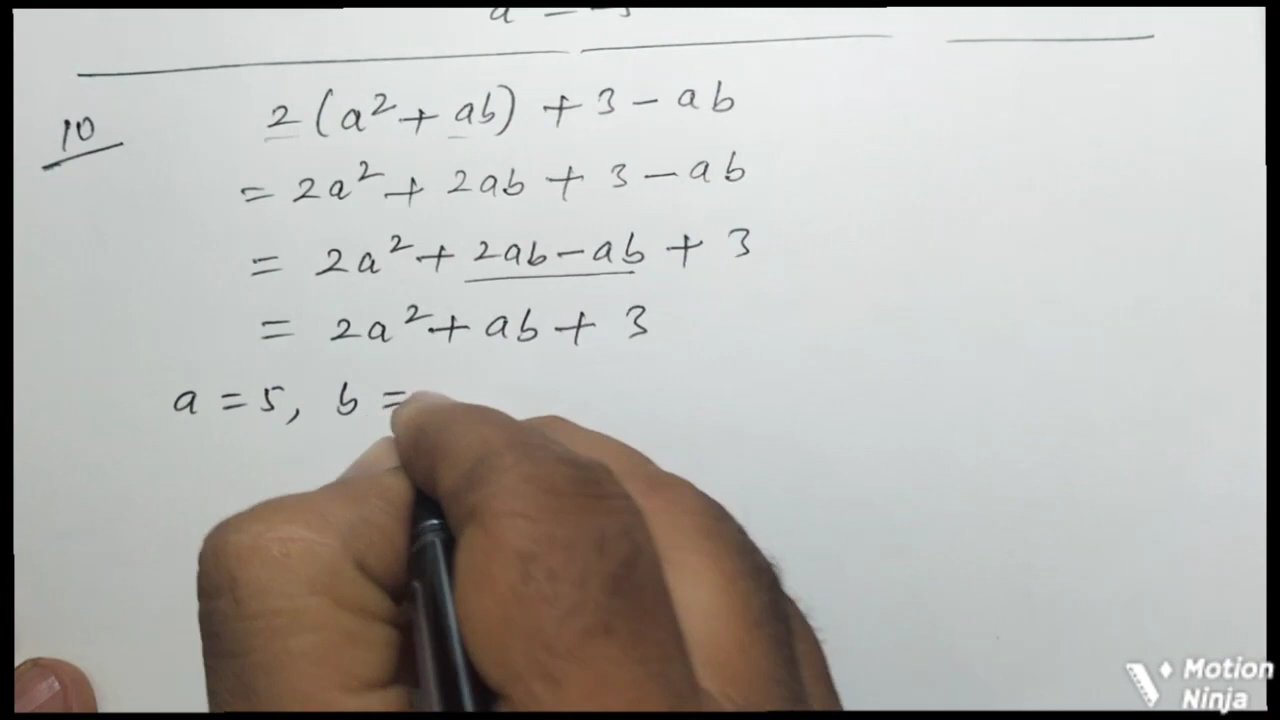 10
2(a² + ab) + 3 - ab
= 2a² + 2ab + 3 - ab
= 2a² + 2ab - ab + 3
= 2a² + ab + 3
a = 5, b =
Motion
Ninja